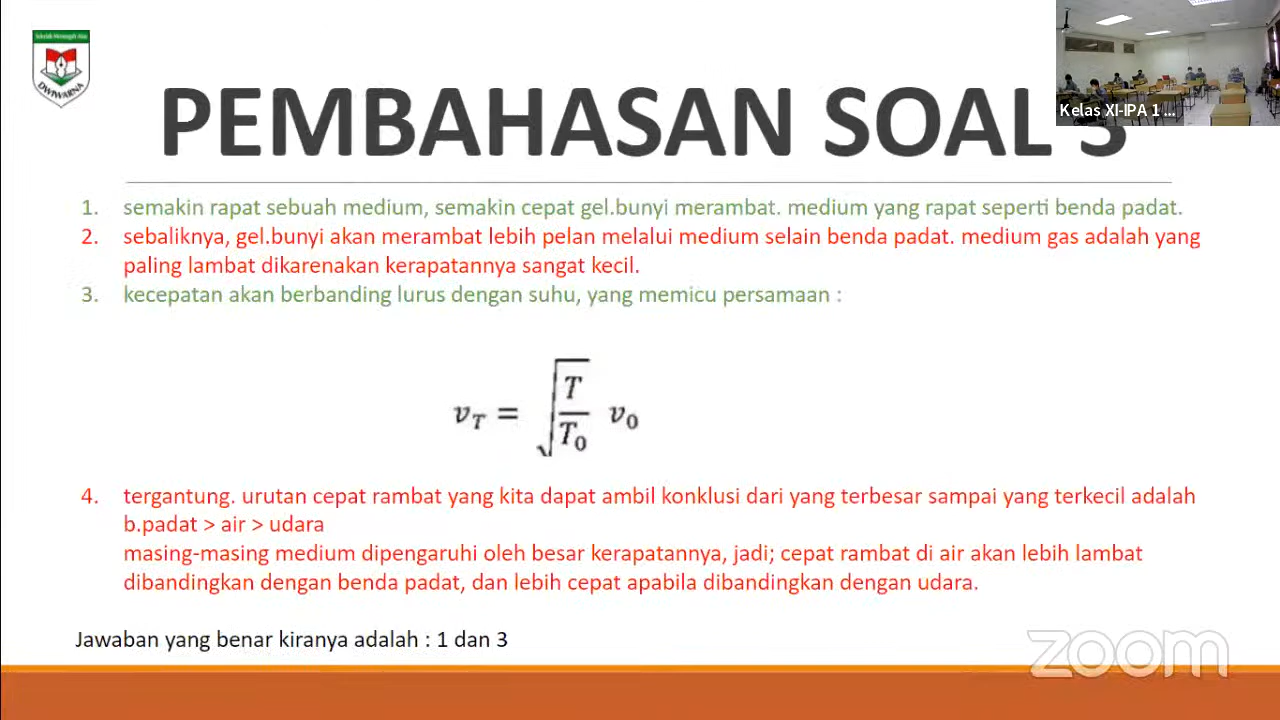 Sekolah Menengah Atas
DWIWARNA
Kelas XI-IPA 1 ...
PEMBAHASAN SOAL
1. semakin rapat sebuah medium, semakin cepat gel.bunyi merambat. medium yang rapat seperti benda padat.
2. sebaliknya, gel.bunyi akan merambat lebih pelan melalui medium selain benda padat. medium gas adalah yang
paling lambat dikarenakan kerapatannya sangat kecil.
3. kecepatan akan berbanding lurus dengan suhu, yang memicu persamaan :
v_T = √(T/T_0) v_0
4. tergantung. urutan cepat rambat yang kita dapat ambil konklusi dari yang terbesar sampai yang terkecil adalah
b.padat > air > udara
masing-masing medium dipengaruhi oleh besar kerapatannya, jadi; cepat rambat di air akan lebih lambat
dibandingkan dengan benda padat, dan lebih cepat apabila dibandingkan dengan udara.
Jawaban yang benar kiranya adalah : 1 dan 3
zoom